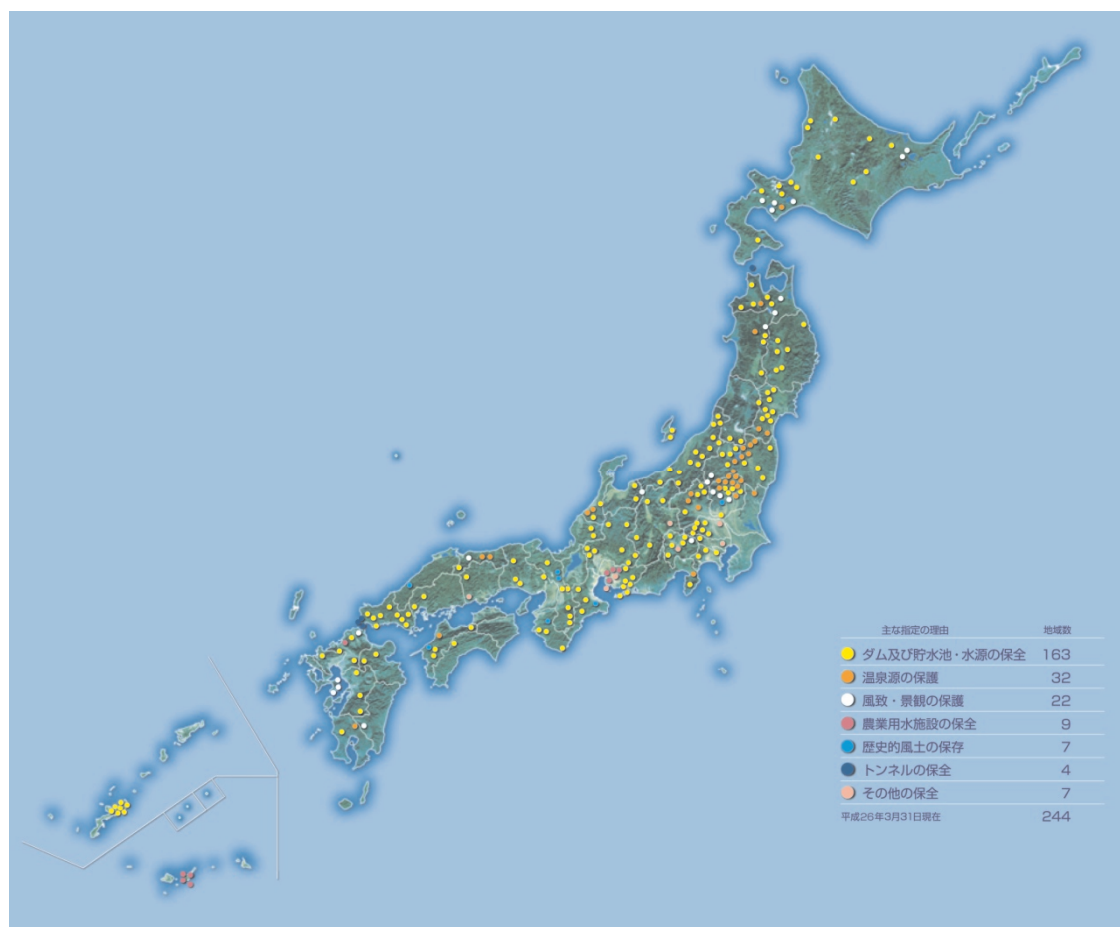 主な指定の理由 地域数
ダム及び貯水池・水源の保全 163
温泉源の保護 32
風致・景観の保護 22
農業用水施設の保全 9
歴史的風土の保存 7
トンネルの保全 4
その他の保全 7
平成26年3月31日現在 244